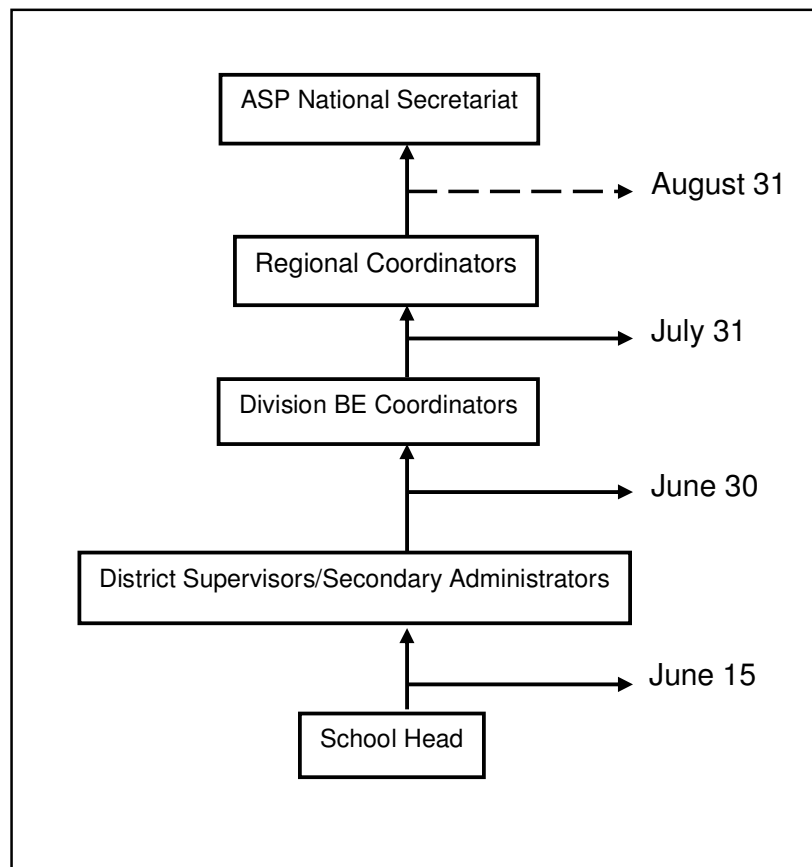 ASP National Secretariat
August 31
Regional Coordinators
July 31
Division BE Coordinators
June 30
District Supervisors/Secondary Administrators
June 15
School Head